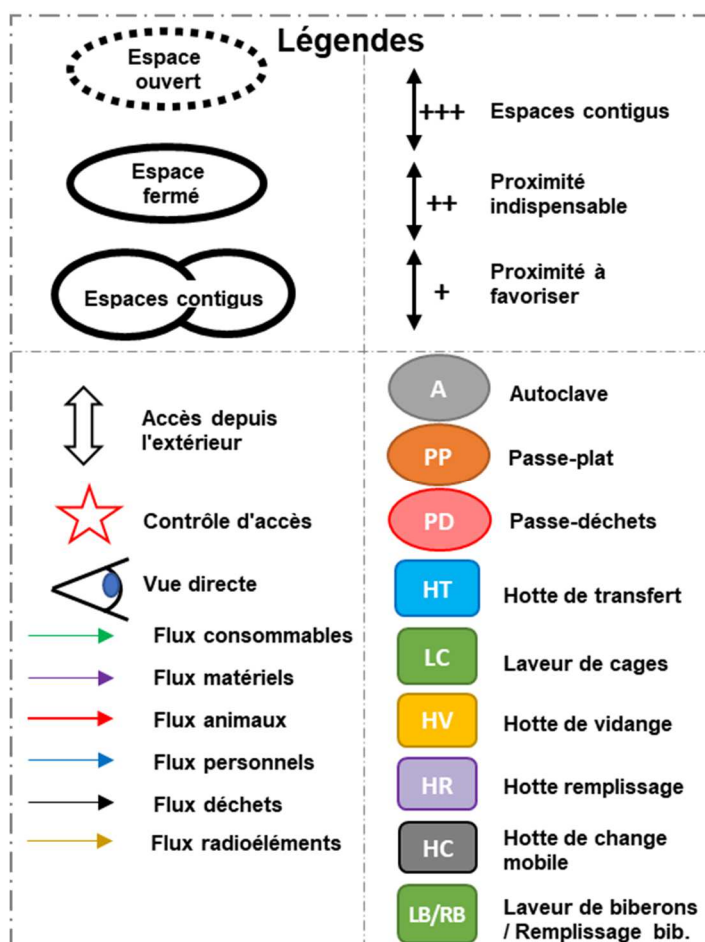 Légendes
Espace
ouvert
Espace
fermé
Espaces contigus
+++ Espaces contigus
++ Proximité
indispensable
+ Proximité à
favoriser
Accès depuis
l'extérieur
Contrôle d'accès
Vue directe
Flux consommables
Flux matériels
Flux animaux
Flux personnels
Flux déchets
Flux radioéléments
A Autoclave
PP Passe-plat
PD Passe-déchets
HT Hotte de transfert
LC Laveur de cages
HV Hotte de vidange
HR Hotte remplissage
HC Hotte de change
mobile
LB/RB Laveur de biberons
/ Remplissage bib.